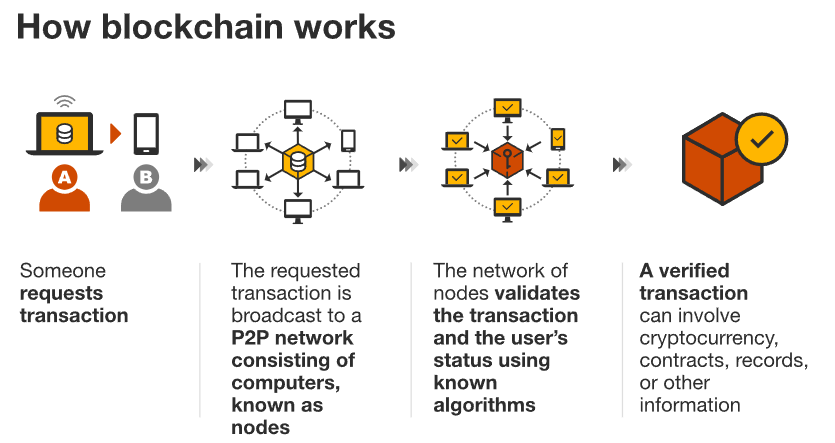 How blockchain works
A
B
Someone
requests
transaction
The requested
transaction is
broadcast to a
P2P network
consisting of
computers,
known as
nodes
The network of
nodes validates
the transaction
and the user's
status using
known
algorithms
A verified
transaction
can involve
cryptocurrency,
contracts, records,
or other
information